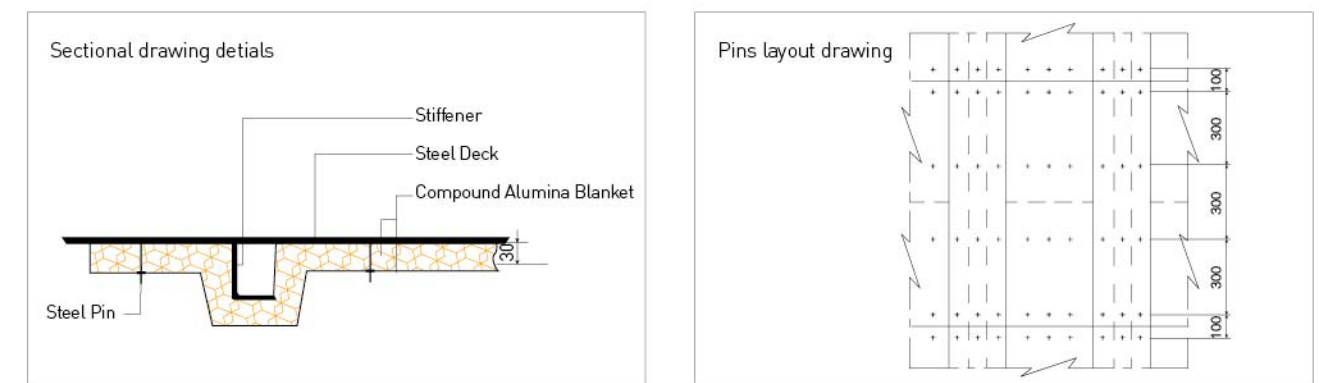 Sectional drawing detials
Stiffener
Steel Deck
Compound Alumina Blanket
30
Steel Pin
Pins layout drawing
100
300
300
300
100